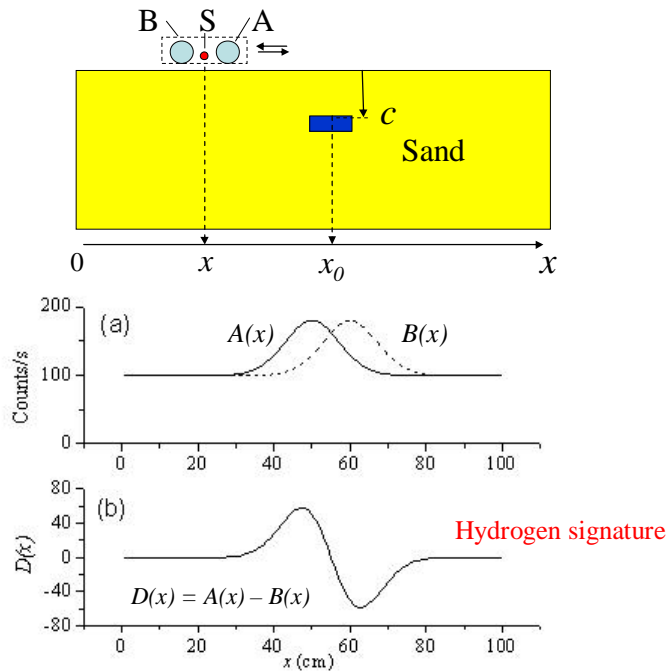 B S A
c
Sand
0 x x0 x
(a) A(x) B(x)
Counts/s
200
100
0
0 20 40 60 80 100
(b)
Hydrogen signature
D(x)
80
40
0
-40
-80
D(x) = A(x) – B(x)
0 20 40 60 80 100
x (cm)